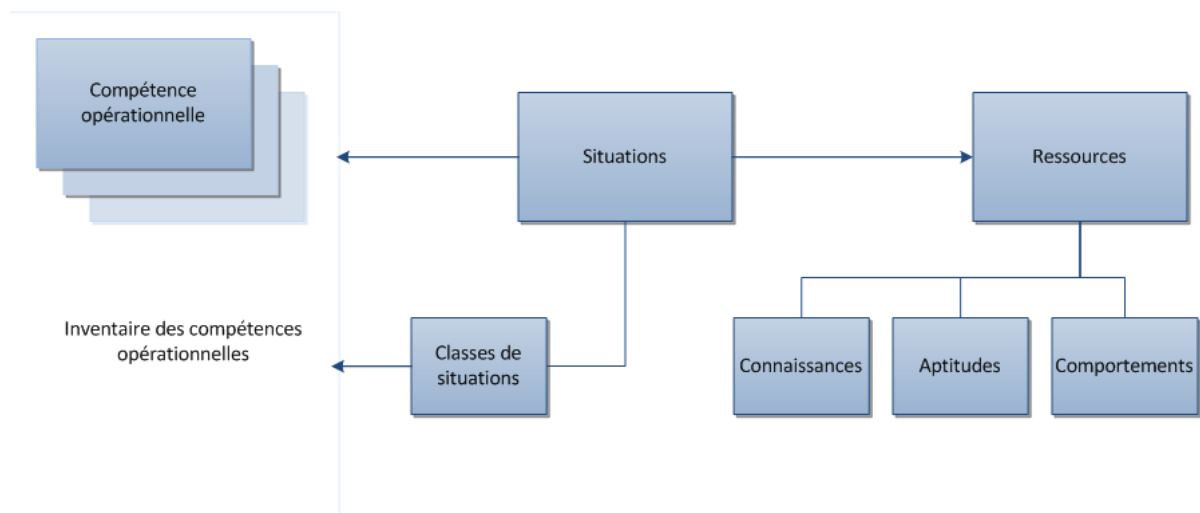 Compétence
opérationnelle
Situations
Ressources
Inventaire des compétences
opérationnelles
Classes de
situations
Connaissances
Aptitudes
Comportements